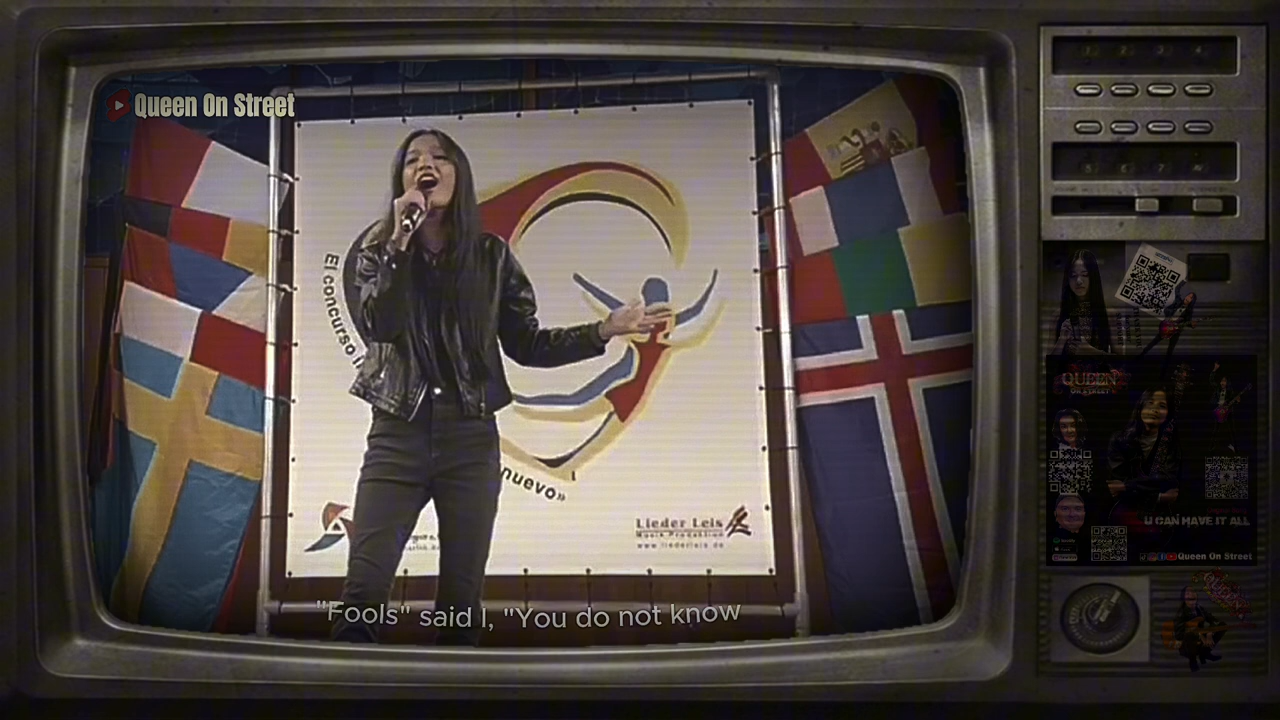 Queen On Street
El concurso
nuevo»
Lieder Leis
Musik Produktion
www.liederleis.de
"Fools" said I, "You do not know
QUEEN
ON STREET
U CAN HAVE IT ALL
Queen On Street